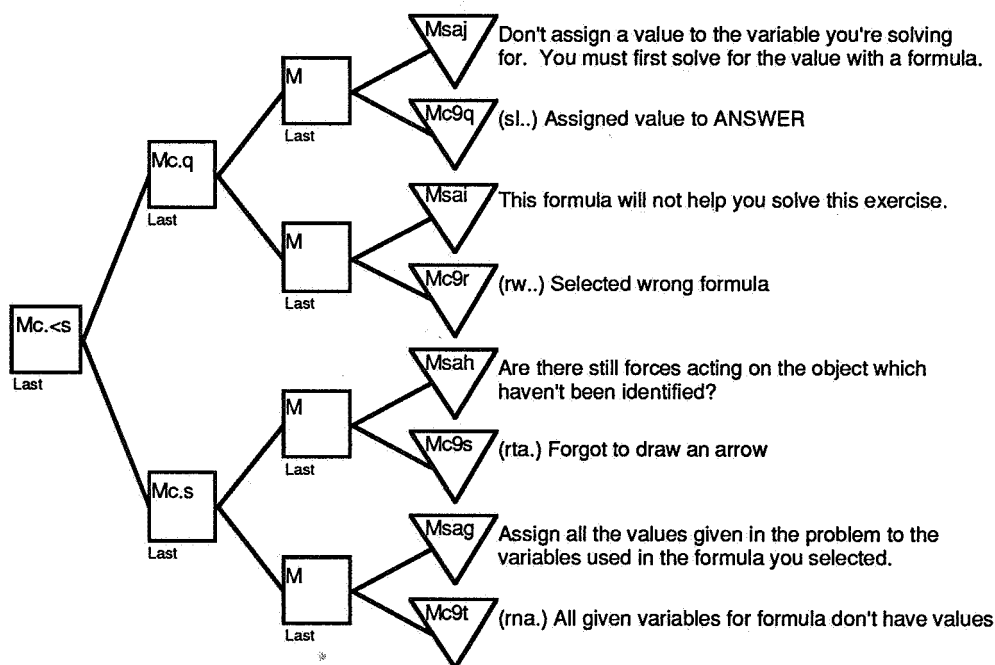 Msaj
Don't assign a value to the variable you're solving
for. You must first solve for the value with a formula.
M
Last
Mc9q
(sl..) Assigned value to ANSWER
Mc.q
Last
Msai
This formula will not help you solve this exercise.
M
Last
Mc9r
(rw..) Selected wrong formula
Mc.<s
Last
Msah
Are there still forces acting on the object which
haven't been identified?
M
Last
Mc9s
(rta.) Forgot to draw an arrow
Mc.s
Last
Msag
Assign all the values given in the problem to the
variables used in the formula you selected.
M
Last
Mc9t
(rna.) All given variables for formula don't have values